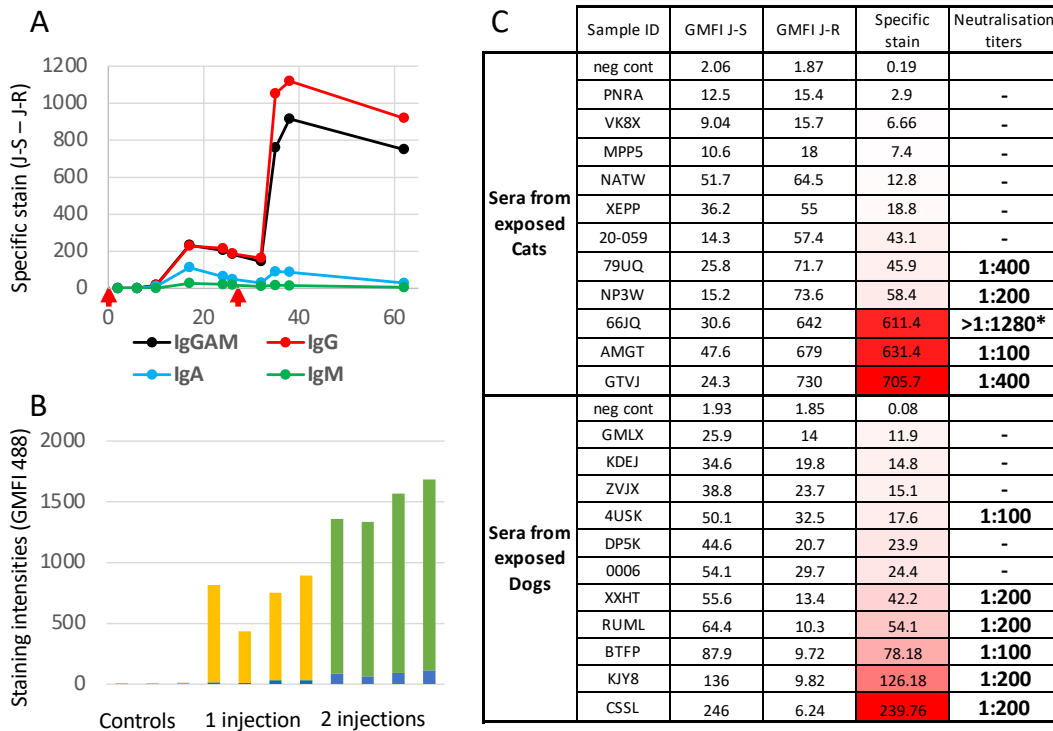 A
Specific stain (J-S – J-R)
1200
1000
800
600
400
200
0
0 20 40 60
IgGAM IgG
IgA IgM
B
Staining intensities (GMFI 488)
2000
1500
1000
500
0
Controls 1 injection 2 injections
C
Sample ID GMFI J-S GMFI J-R Specific stain Neutralisation titers
Sera from exposed Cats
neg cont 2.06 1.87 0.19
PNRA 12.5 15.4 2.9 -
VK8X 9.04 15.7 6.66 -
MPP5 10.6 18 7.4 -
NATW 51.7 64.5 12.8 -
XEPP 36.2 55 18.8 -
20-059 14.3 57.4 43.1 -
79UQ 25.8 71.7 45.9 1:400
NP3W 15.2 73.6 58.4 1:200
66JQ 30.6 642 611.4 >1:1280*
AMGT 47.6 679 631.4 1:100
GTVJ 24.3 730 705.7 1:400
Sera from exposed Dogs
neg cont 1.93 1.85 0.08
GMLX 25.9 14 11.9 -
KDEJ 34.6 19.8 14.8 -
ZVJX 38.8 23.7 15.1 -
4USK 50.1 32.5 17.6 1:100
DP5K 44.6 20.7 23.9 -
0006 54.1 29.7 24.4 -
XXHT 55.6 13.4 42.2 1:200
RUML 64.4 10.3 54.1 1:200
BTFP 87.9 9.72 78.18 1:100
KJY8 136 9.82 126.18 1:200
CSSL 246 6.24 239.76 1:200